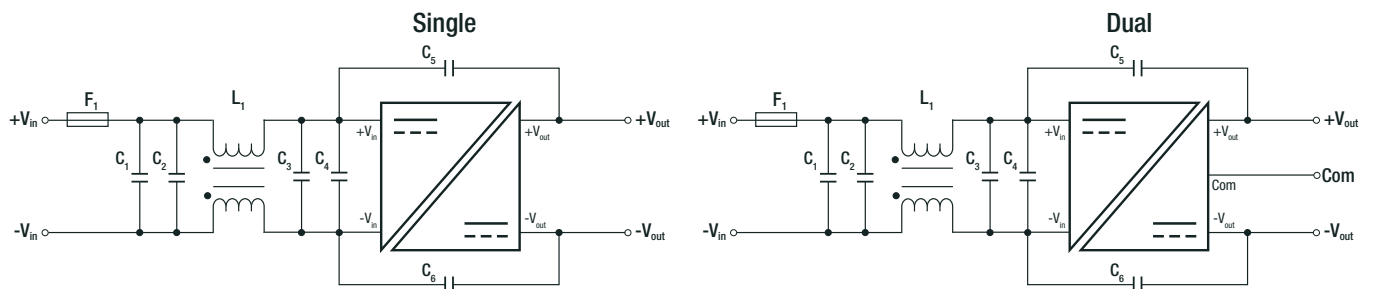 Single
C5
F1
L1
+Vin
+Vout
+Vin
+Vout
C1
C2
C3
C4
-Vin
-Vout
-Vin
-Vout
C6
Dual
C5
F1
L1
+Vin
+Vout
+Vin
+Vout
C1
C2
C3
C4
Com
Com
-Vin
-Vout
-Vin
-Vout
C6